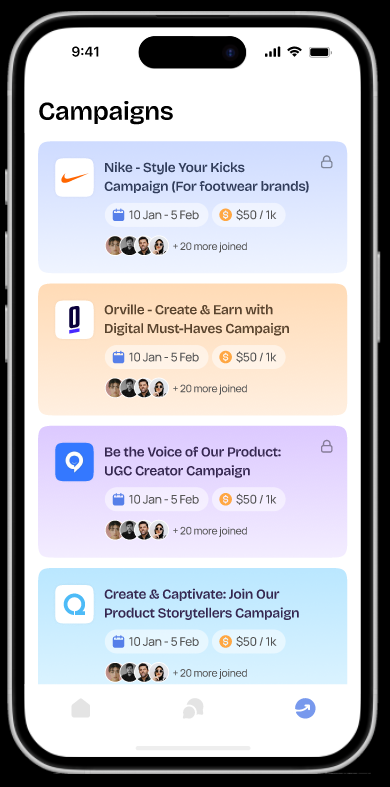 9:41
Campaigns
Nike - Style Your Kicks
Campaign (For footwear brands)
10 Jan - 5 Feb
$50 / 1k
+ 20 more joined
Orville - Create & Earn with
Digital Must-Haves Campaign
10 Jan - 5 Feb
$50 / 1k
+ 20 more joined
Be the Voice of Our Product:
UGC Creator Campaign
10 Jan - 5 Feb
$50 / 1k
+ 20 more joined
Create & Captivate: Join Our
Product Storytellers Campaign
10 Jan - 5 Feb
$50 / 1k
+ 20 more joined